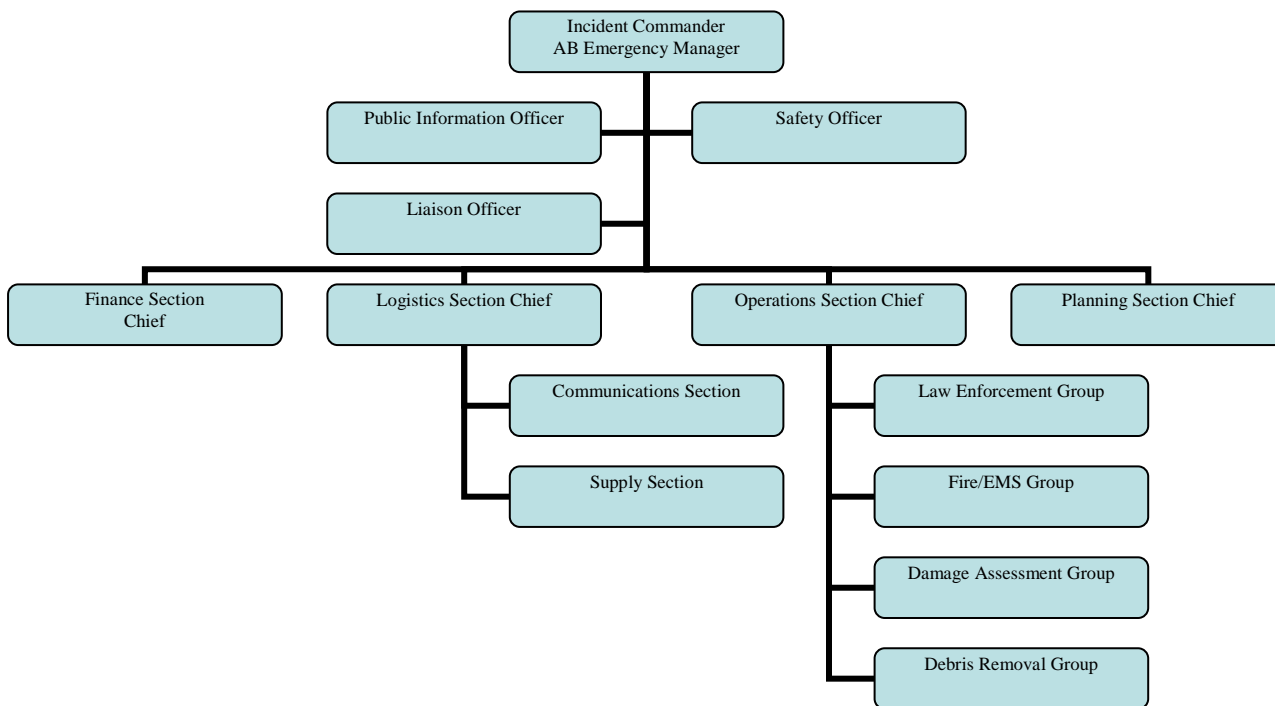 Incident Commander
AB Emergency Manager
Public Information Officer
Safety Officer
Liaison Officer
Finance Section
Chief
Logistics Section Chief
Operations Section Chief
Planning Section Chief
Communications Section
Law Enforcement Group
Supply Section
Fire/EMS Group
Damage Assessment Group
Debris Removal Group